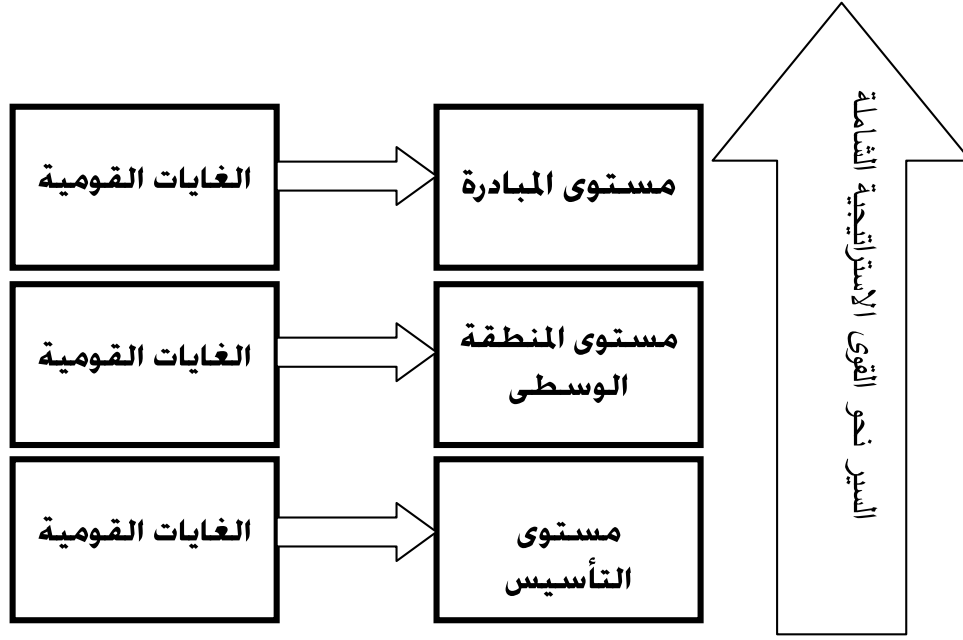 السير نحو القوى الاستراتيجية الشاملة
مستوى المبادرة
الغايات القومية
مستوى المنطقة
الوسطى
الغايات القومية
مستوى
التأسيس
الغايات القومية